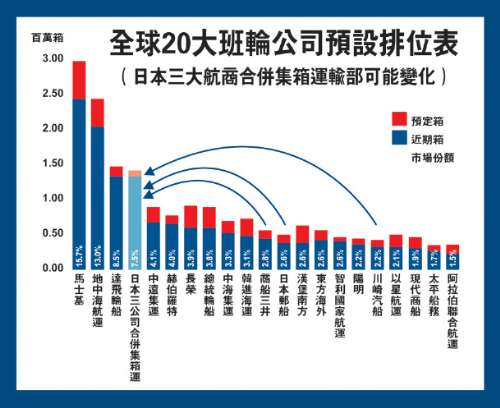 百萬箱
全球20大班輪公司預設排位表
（日本三大航商合併集箱運輸部可能變化）
預定箱
近期箱
市場份額
3.00
2.50
2.00
1.50
1.00
0.50
0.00
15.7%
13.0%
8.5%
7.5%
4.1%
4.0%
3.9%
3.8%
3.3%
3.1%
2.8%
2.6%
2.6%
2.6%
2.5%
2.2%
2.2%
2.1%
1.9%
1.7%
1.5%
馬士基
地中海航運
達飛輪船
日本三公司合併集箱運
中遠集運
赫伯羅特
長榮
總統輪船
中海集運
韓進海運
商船三井
日本郵船
漢堡南方
東方海外
智利國家航運
陽明
川崎汽船
以星航運
現代商船
太平船務
阿拉伯聯合航運